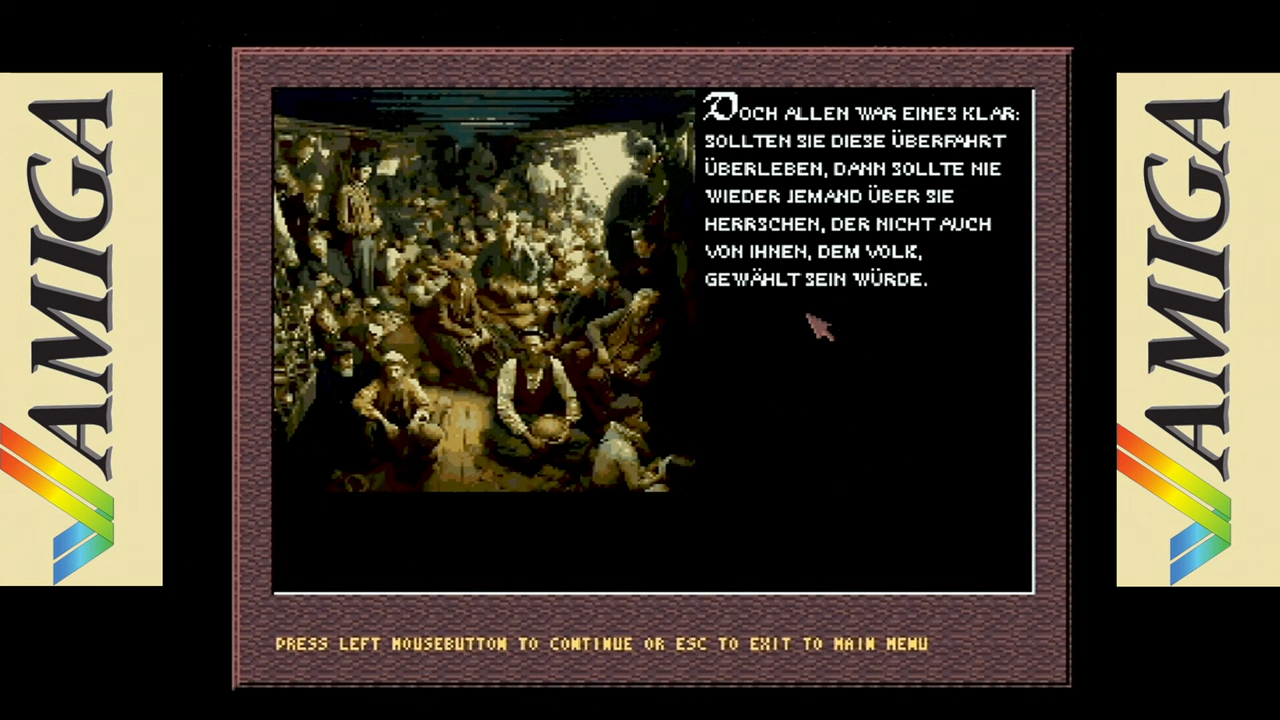 AMIGA
DOCH ALLEN WAR EINES KLAR:
SOLLTEN SIE DIESE ÜBERFAHRT
ÜBERLEBEN, DANN SOLLTE NIE
WIEDER JEMAND ÜBER SIE
HERRSCHEN, DER NICHT AUCH
VON IHNEN, DEM VOLK,
GEWÄHLT SEIN WÜRDE.
PRESS LEFT MOUSEBUTTON TO CONTINUE OR ESC TO EXIT TO MAIN MENU
AMIGA